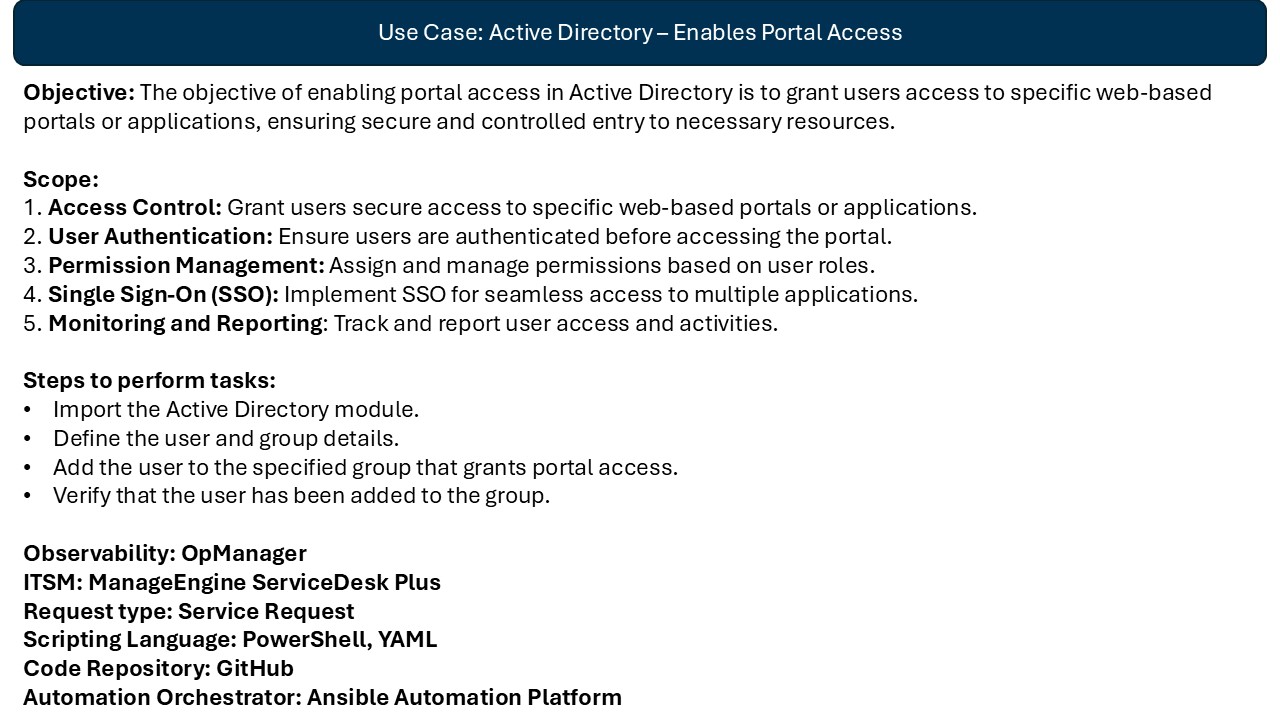 Use Case: Active Directory – Enables Portal Access
Objective: The objective of enabling portal access in Active Directory is to grant users access to specific web-based
portals or applications, ensuring secure and controlled entry to necessary resources.
Scope:
1. Access Control: Grant users secure access to specific web-based portals or applications.
2. User Authentication: Ensure users are authenticated before accessing the portal.
3. Permission Management: Assign and manage permissions based on user roles.
4. Single Sign-On (SSO): Implement SSO for seamless access to multiple applications.
5. Monitoring and Reporting: Track and report user access and activities.
Steps to perform tasks:
• Import the Active Directory module.
• Define the user and group details.
• Add the user to the specified group that grants portal access.
• Verify that the user has been added to the group.
Observability: OpManager
ITSM: ManageEngine ServiceDesk Plus
Request type: Service Request
Scripting Language: PowerShell, YAML
Code Repository: GitHub
Automation Orchestrator: Ansible Automation Platform